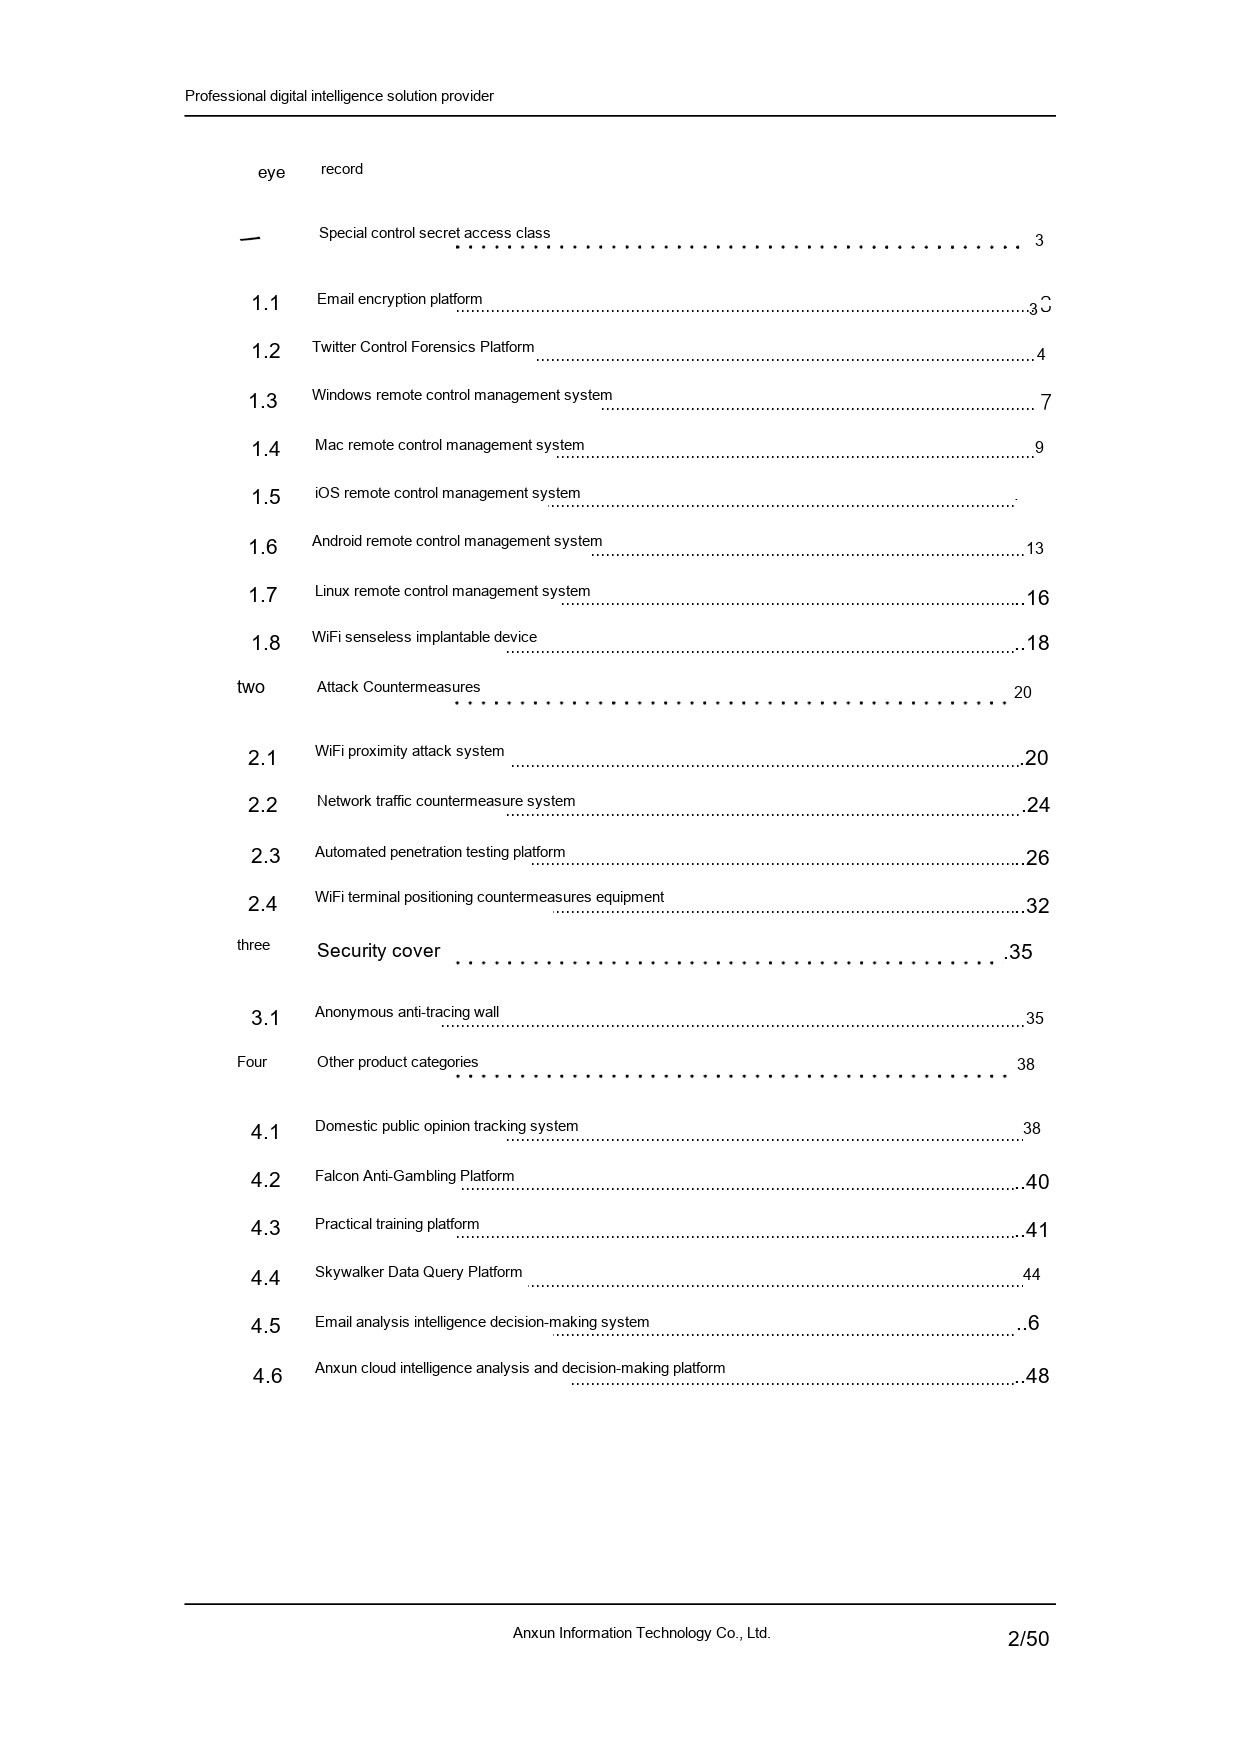 Professional digital intelligence solution provider
eye record
一 Special control secret access class 3
1.1 Email encryption platform 3
1.2 Twitter Control Forensics Platform 4
1.3 Windows remote control management system 7
1.4 Mac remote control management system 9
1.5 iOS remote control management system
1.6 Android remote control management system 13
1.7 Linux remote control management system ..16
1.8 WiFi senseless implantable device ..18
two Attack Countermeasures 20
2.1 WiFi proximity attack system .20
2.2 Network traffic countermeasure system .24
2.3 Automated penetration testing platform ..26
2.4 WiFi terminal positioning countermeasures equipment ..32
three Security cover .35
3.1 Anonymous anti-tracing wall 35
Four Other product categories 38
4.1 Domestic public opinion tracking system 38
4.2 Falcon Anti-Gambling Platform ..40
4.3 Practical training platform ..41
4.4 Skywalker Data Query Platform 44
4.5 Email analysis intelligence decision-making system ..6
4.6 Anxun cloud intelligence analysis and decision-making platform ..48
Anxun Information Technology Co., Ltd. 2/50